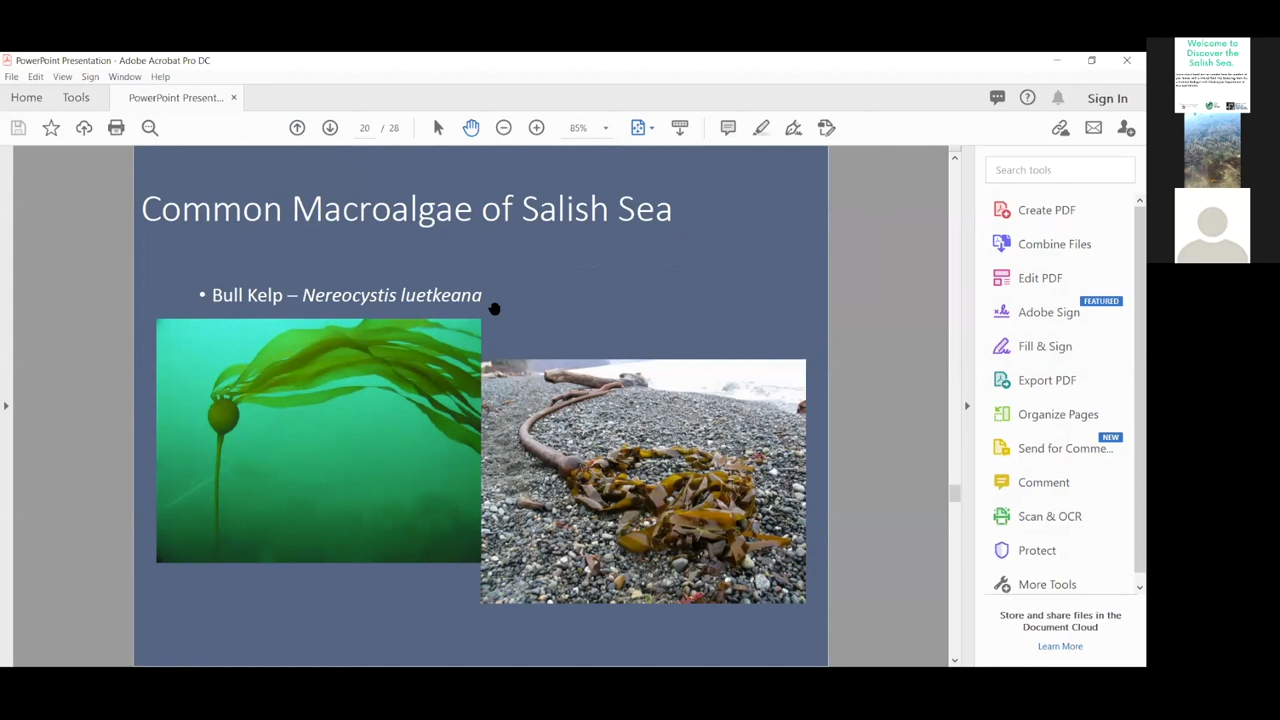 PowerPoint Presentation - Adobe Acrobat Pro DC
File Edit View Sign Window Help
Home Tools PowerPoint Present... ×
Sign In
20 / 28
85%
Common Macroalgae of Salish Sea
• Bull Kelp – Nereocystis luetkeana
Search tools
Create PDF
Combine Files
Edit PDF
FEATURED
Adobe Sign
Fill & Sign
Export PDF
Organize Pages
NEW
Send for Comme...
Comment
Scan & OCR
Protect
More Tools
Store and share files in the
Document Cloud
Learn More
Welcome to
Discover the
Salish Sea.